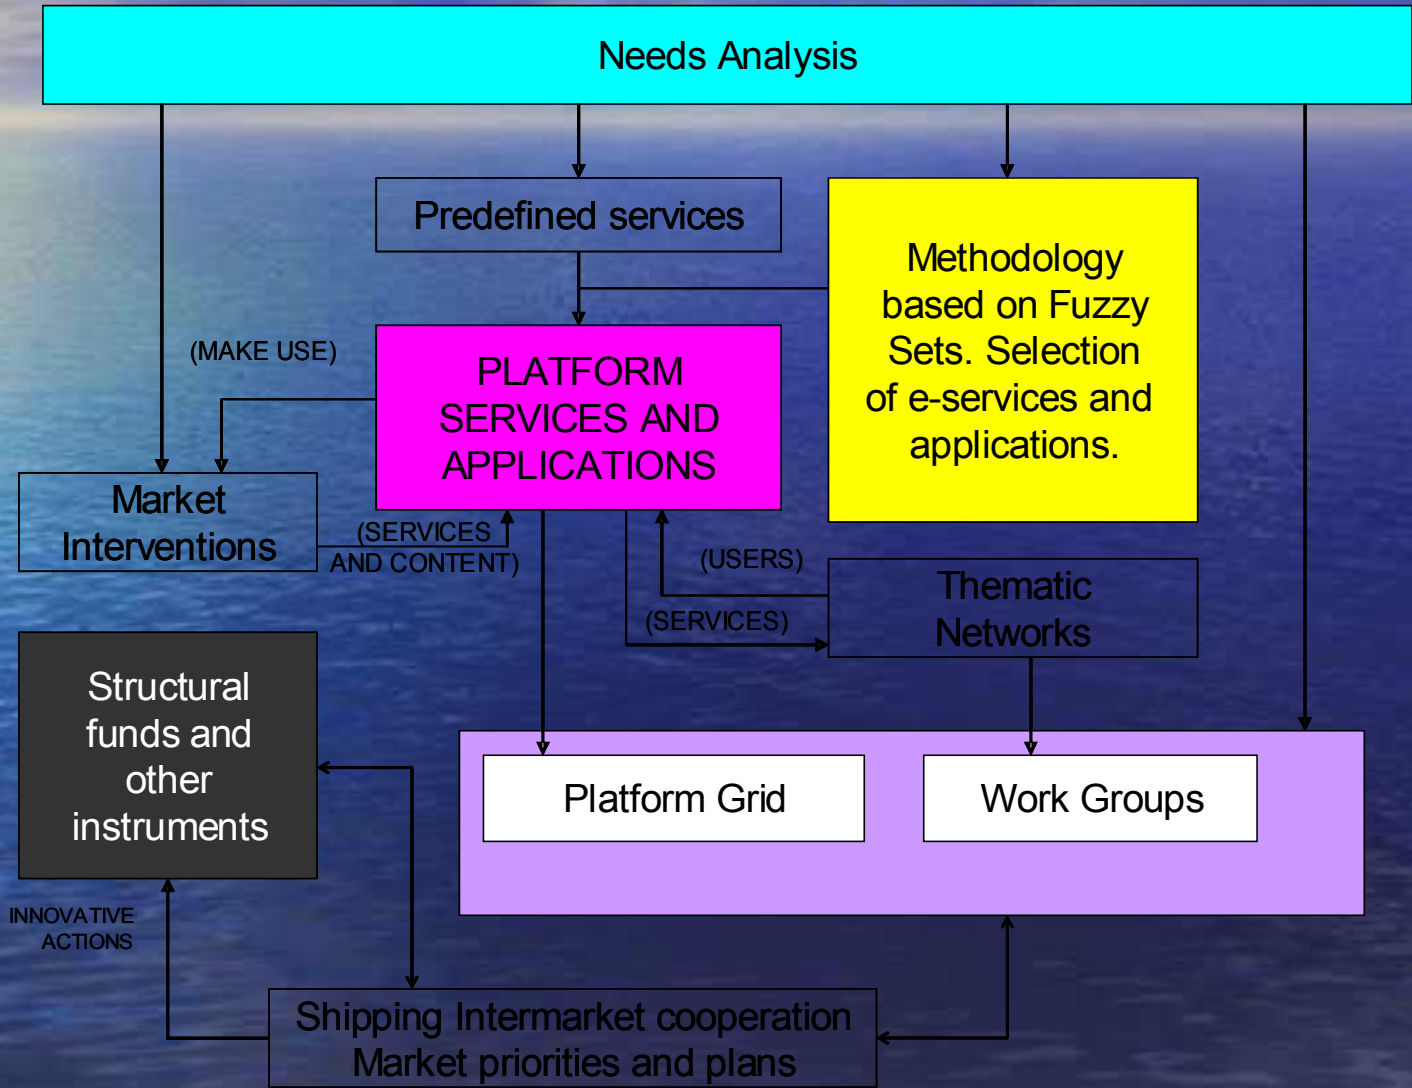 Needs Analysis
Predefined services
Methodology
based on Fuzzy
Sets. Selection
of e-services and
applications.
(MAKE USE)
PLATFORM
SERVICES AND
APPLICATIONS
Market
Interventions
(SERVICES
AND CONTENT)
(USERS)
(SERVICES)
Thematic
Networks
Structural
funds and
other
instruments
Platform Grid
Work Groups
INNOVATIVE
ACTIONS
Shipping Intermarket cooperation
Market priorities and plans